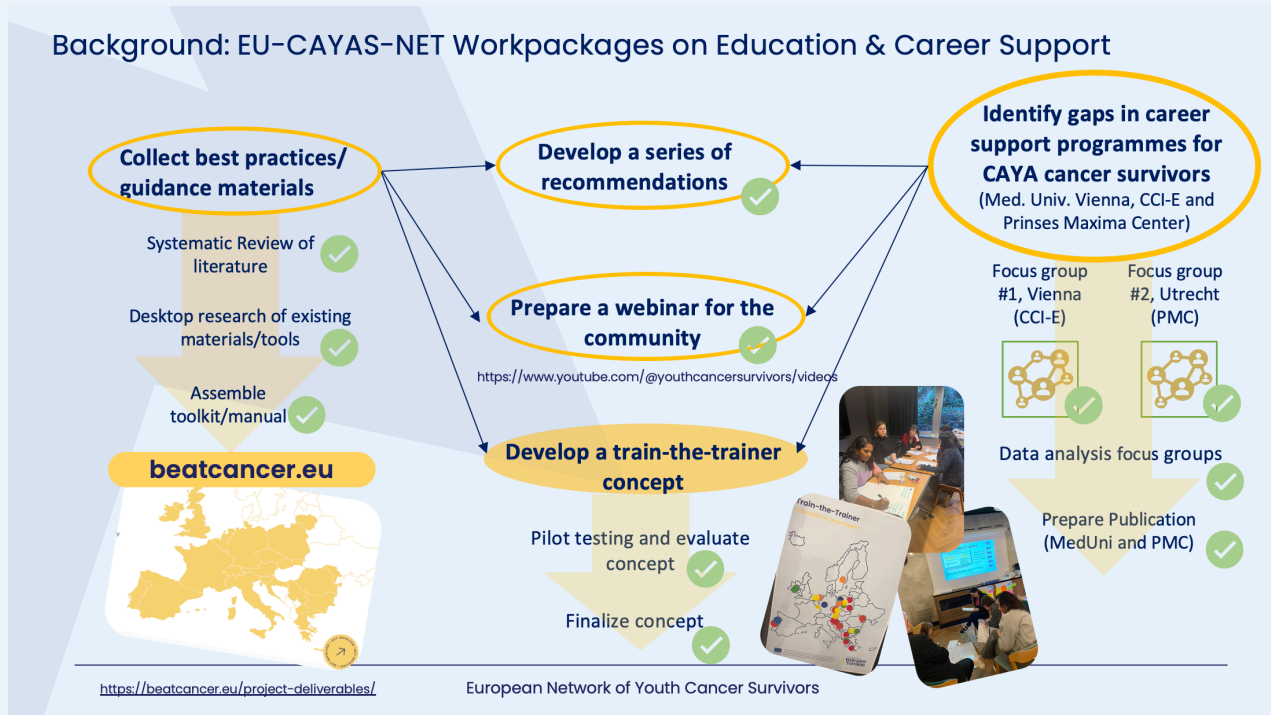 Background: EU-CAYAS-NET Workpackages on Education & Career Support
Collect best practices/
guidance materials
Systematic Review of
literature
Desktop research of existing
materials/tools
Assemble
toolkit/manual
beatcancer.eu
Develop a series of
recommendations
Prepare a webinar for the
community
https://www.youtube.com/@youthcancersurvivors/videos
Develop a train-the-trainer
concept
Pilot testing and evaluate
concept
Finalize concept
Identify gaps in career
support programmes for
CAYA cancer survivors
(Med. Univ. Vienna, CCI-E and
Prinses Maxima Center)
Focus group
#1, Vienna
(CCI-E)
Focus group
#2, Utrecht
(PMC)
Data analysis focus groups
Prepare Publication
(MedUni and PMC)
Train-the-Trainer
https://beatcancer.eu/project-deliverables/
European Network of Youth Cancer Survivors